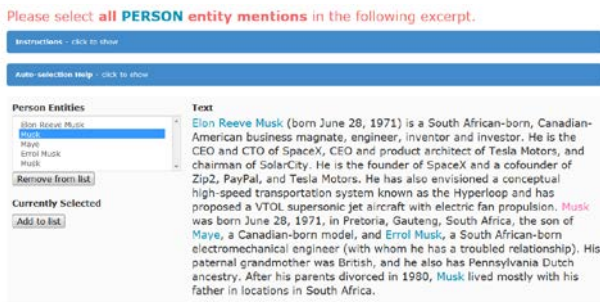 Please select all PERSON entity mentions in the following excerpt.
Instructions - click to show
Auto-selection Help - click to show
Person Entities
Elon Reeve Musk
Musk
Maye
Errol Musk
Musk
Remove from list
Currently Selected
Add to list
Text
Elon Reeve Musk (born June 28, 1971) is a South African-born, Canadian-
American business magnate, engineer, inventor and investor. He is the
CEO and CTO of SpaceX, CEO and product architect of Tesla Motors, and
chairman of SolarCity. He is the founder of SpaceX and a cofounder of
Zip2, PayPal, and Tesla Motors. He has also envisioned a conceptual
high-speed transportation system known as the Hyperloop and has
proposed a VTOL supersonic jet aircraft with electric fan propulsion. Musk
was born June 28, 1971, in Pretoria, Gauteng, South Africa, the son of
Maye, a Canadian-born model, and Errol Musk, a South African-born
electromechanical engineer (with whom he has a troubled relationship). His
paternal grandmother was British, and he also has Pennsylvania Dutch
ancestry. After his parents divorced in 1980, Musk lived mostly with his
father in locations in South Africa.